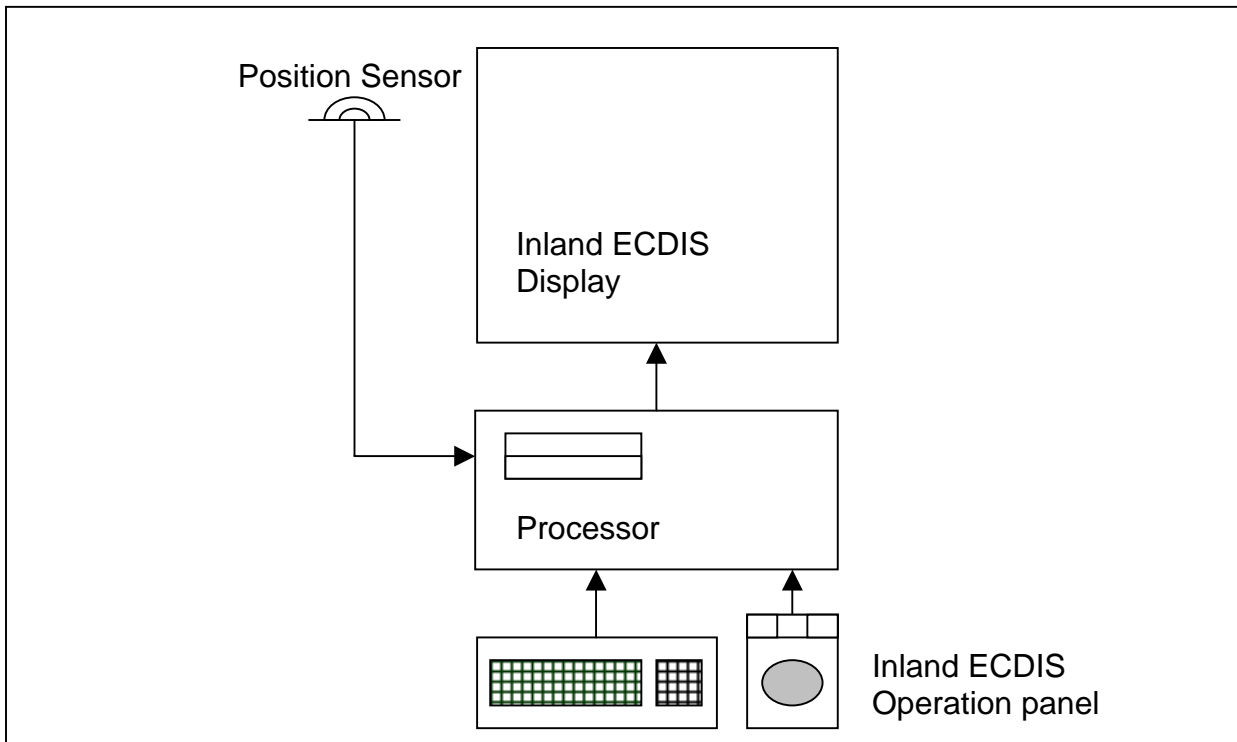 Position Sensor
Inland ECDIS
Display
Processor
Inland ECDIS
Operation panel